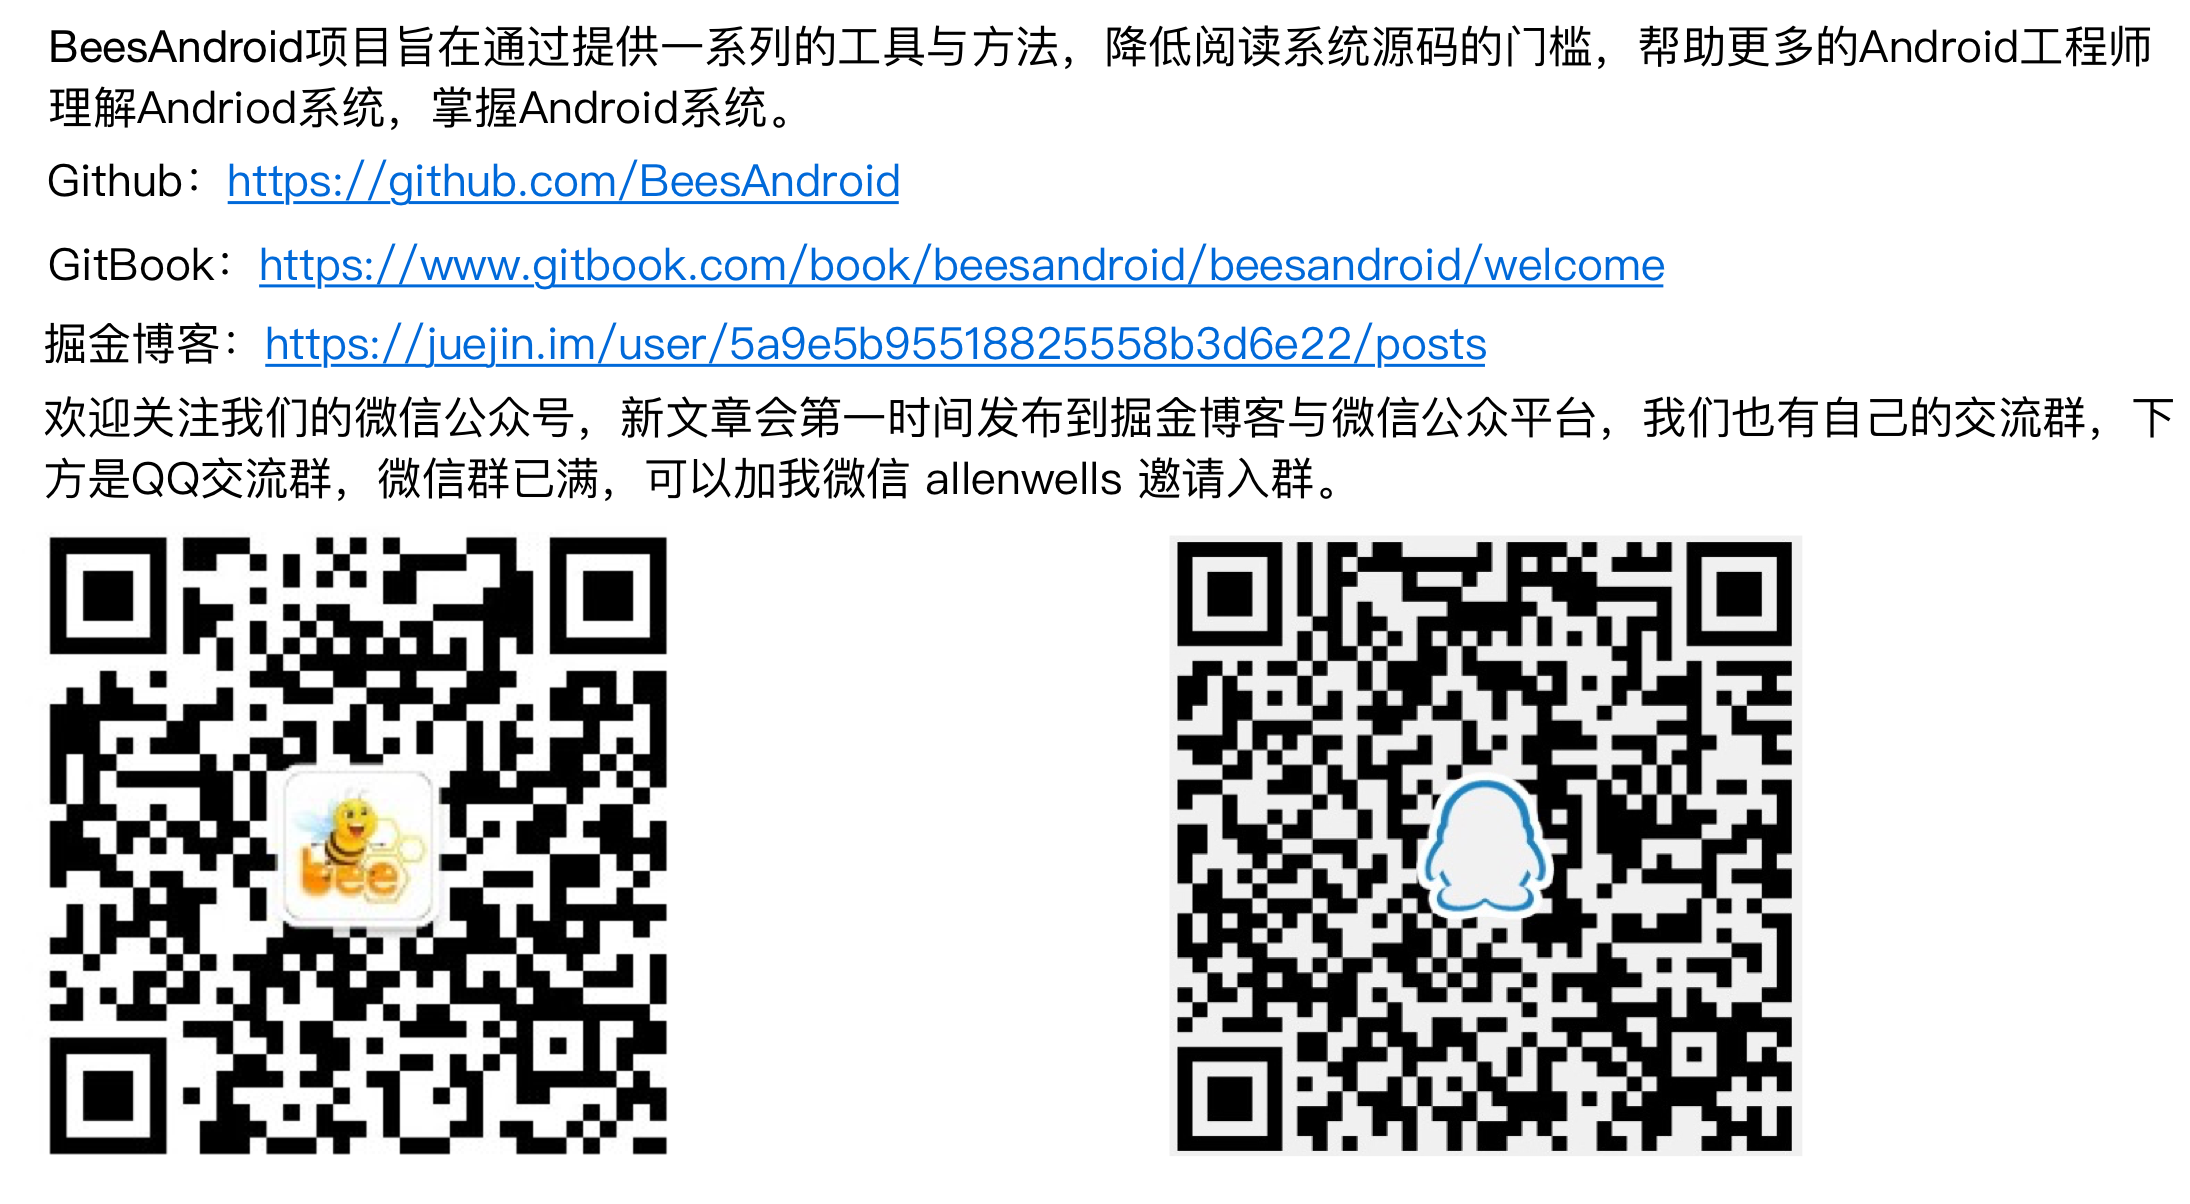 BeesAndroid项目旨在通过提供一系列的工具与方法，降低阅读系统源码的门槛，帮助更多的Android工程师
理解Andriod系统，掌握Android系统。
Github：https://github.com/BeesAndroid
GitBook：https://www.gitbook.com/book/beesandroid/beesandroid/welcome
掘金博客：https://juejin.im/user/5a9e5b95518825558b3d6e22/posts
欢迎关注我们的微信公众号，新文章会第一时间发布到掘金博客与微信公众平台，我们也有自己的交流群，下
方是QQ交流群，微信群已满，可以加我微信 allenwells 邀请入群。
bee